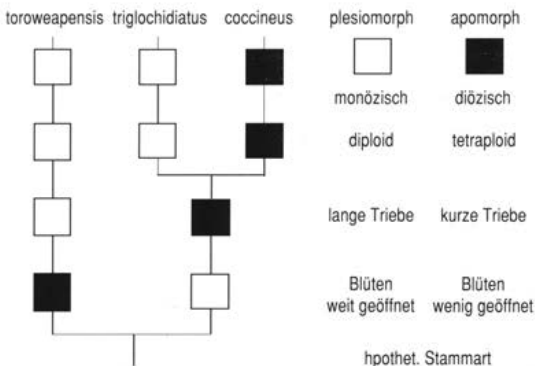 toroweapensis triglochidiatus coccineus plesiomorph apomorph
monözisch diözisch
diploid tetraploid
lange Triebe kurze Triebe
Blüten Blüten
weit geöffnet wenig geöffnet
hpothet. Stammart